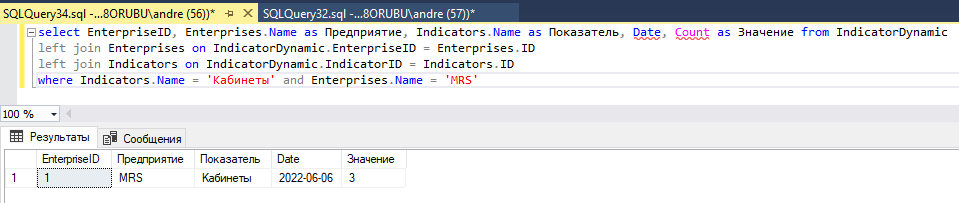 SQLQuery34.sql -...8ORUBU\andre (56))* SQLQuery32.sql -...8ORUBU\andre (57))*
select EnterpriseID, Enterprises.Name as Предприятие, Indicators.Name as Показатель, Date, Count as Значение from IndicatorDynamic
left join Enterprises on IndicatorDynamic.EnterpriseID = Enterprises.ID
left join Indicators on IndicatorDynamic.IndicatorID = Indicators.ID
where Indicators.Name = 'Кабинеты' and Enterprises.Name = 'MRS'
100 %
Результаты Сообщения
EnterpriseID Предприятие Показатель Date Значение
1 1 MRS Кабинеты 2022-06-06 3